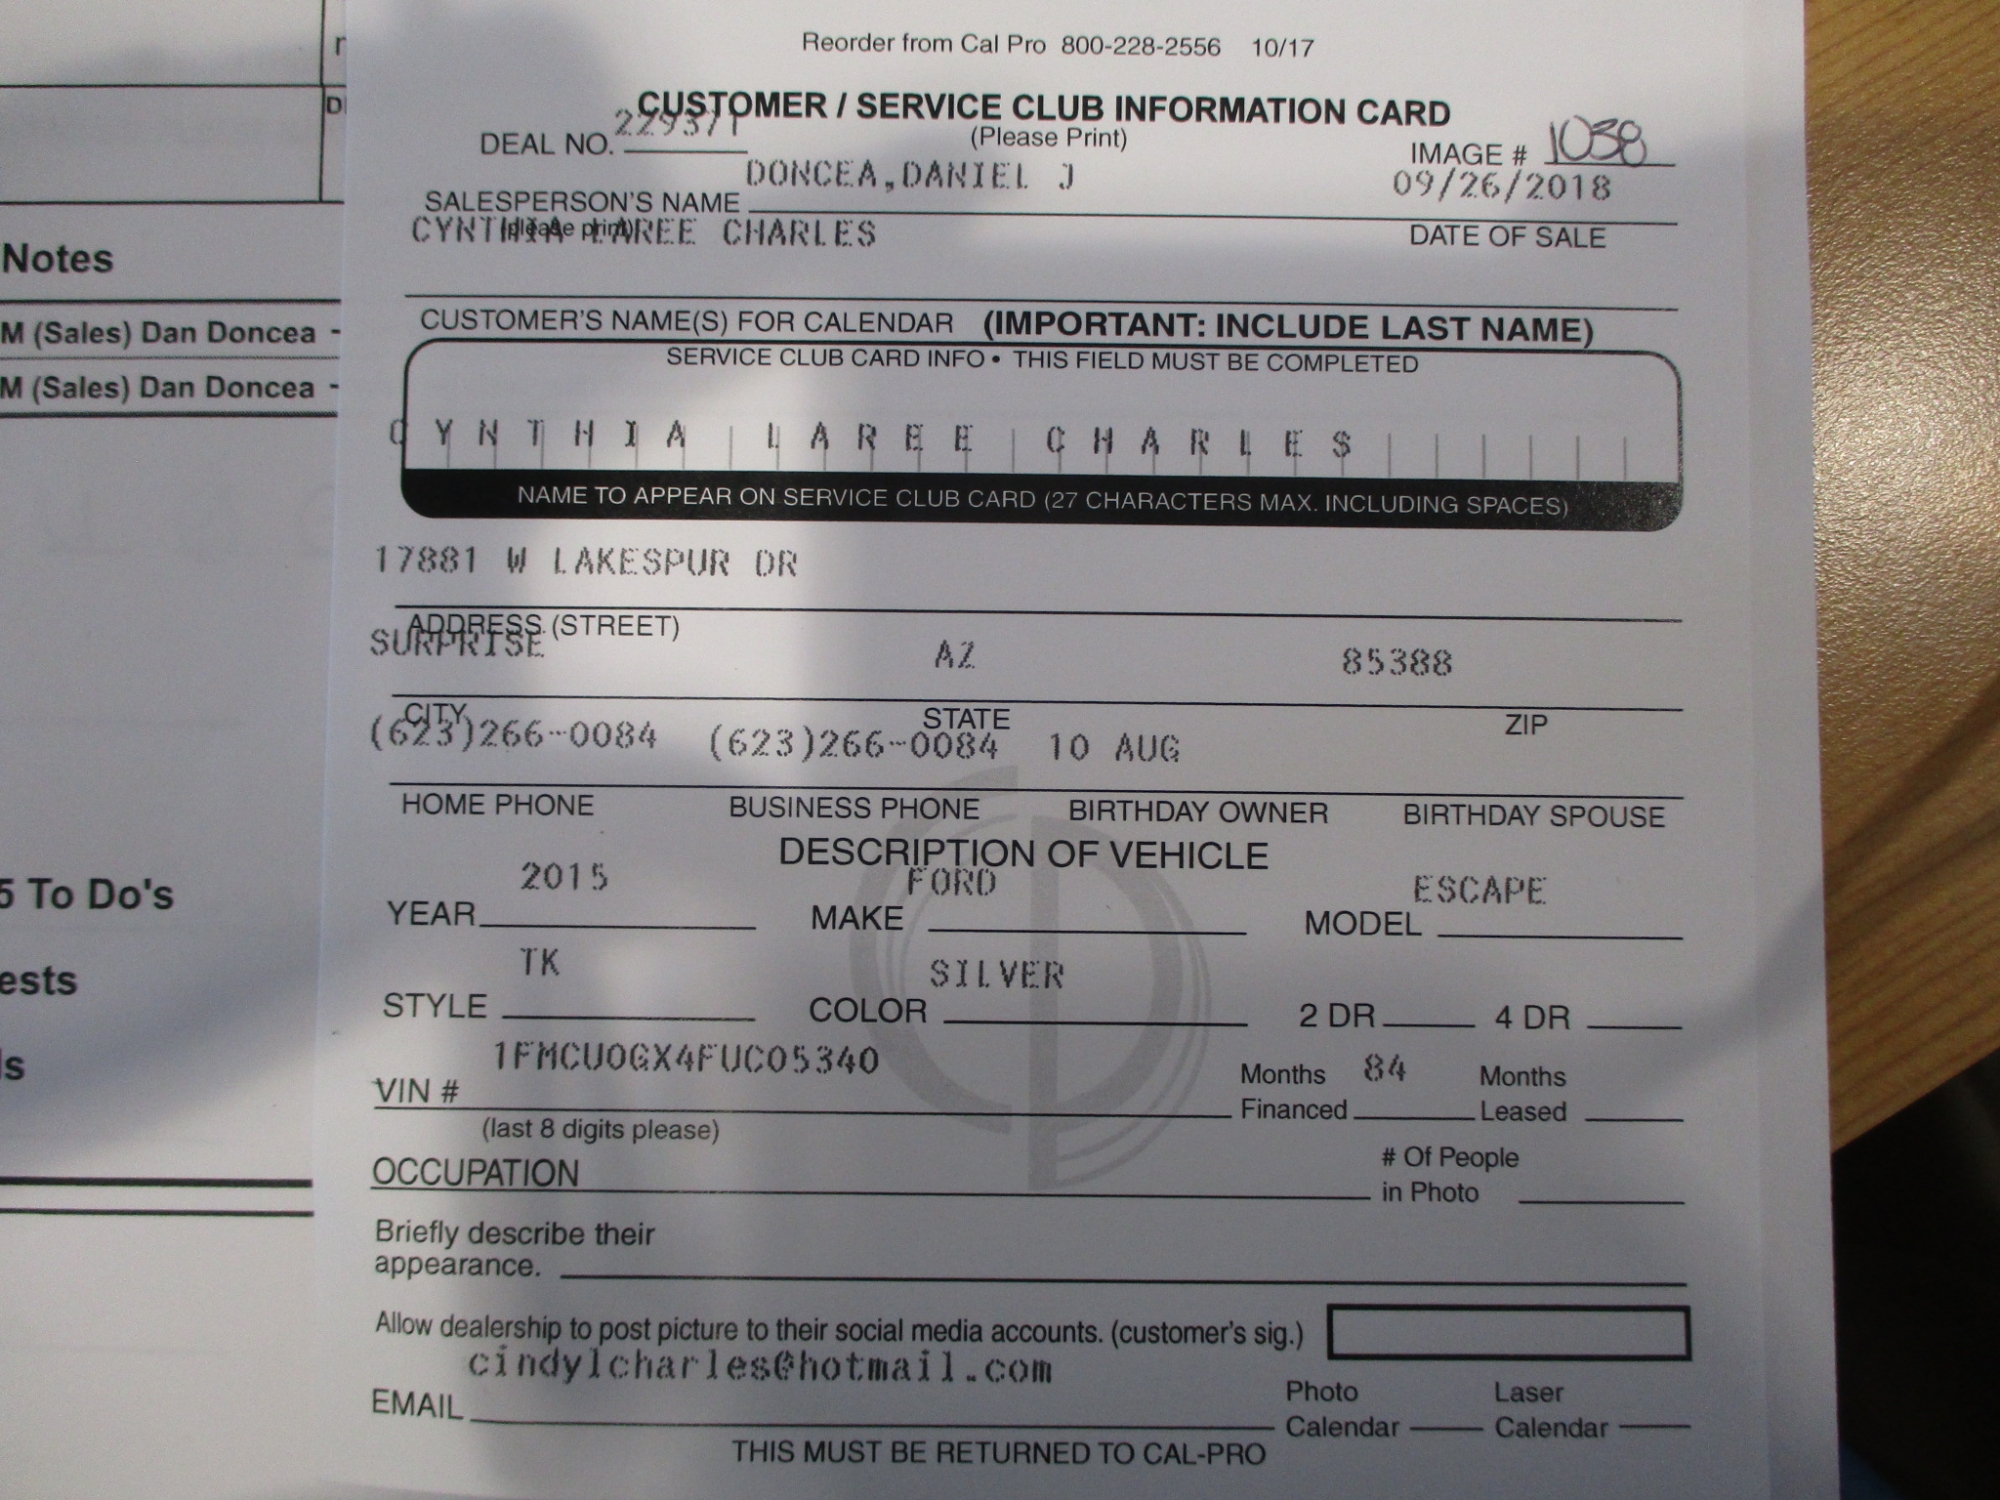 Reorder from Cal Pro 800-228-2556 10/17
CUSTOMER / SERVICE CLUB INFORMATION CARD
DEAL NO. 229371 (Please Print) IMAGE # 1038
DONCEA,DANIEL J 09/26/2018
SALESPERSON'S NAME
(please print) DATE OF SALE
CYNTHIA LAREE CHARLES
CUSTOMER'S NAME(S) FOR CALENDAR (IMPORTANT: INCLUDE LAST NAME)
SERVICE CLUB CARD INFO • THIS FIELD MUST BE COMPLETED
CYNTHIA LAREE CHARLES
NAME TO APPEAR ON SERVICE CLUB CARD (27 CHARACTERS MAX. INCLUDING SPACES)
17881 W LAKESPUR DR
ADDRESS (STREET)
SURPRISE AZ 85388
CITY STATE ZIP
(623)266-0084 (623)266-0084 10 AUG
HOME PHONE BUSINESS PHONE BIRTHDAY OWNER BIRTHDAY SPOUSE
DESCRIPTION OF VEHICLE
2015 FORD ESCAPE
YEAR MAKE MODEL
TK SILVER
STYLE COLOR 2 DR 4 DR
1FMCU0GX4FUC05340
VIN # Months Financed 84 Months Leased
(last 8 digits please)
OCCUPATION # Of People in Photo
Briefly describe their
appearance.
Allow dealership to post picture to their social media accounts. (customer's sig.)
cindylcharles@hotmail.com
EMAIL Photo Calendar Laser Calendar
THIS MUST BE RETURNED TO CAL-PRO
Notes
M (Sales) Dan Doncea -
M (Sales) Dan Doncea -
5 To Do's